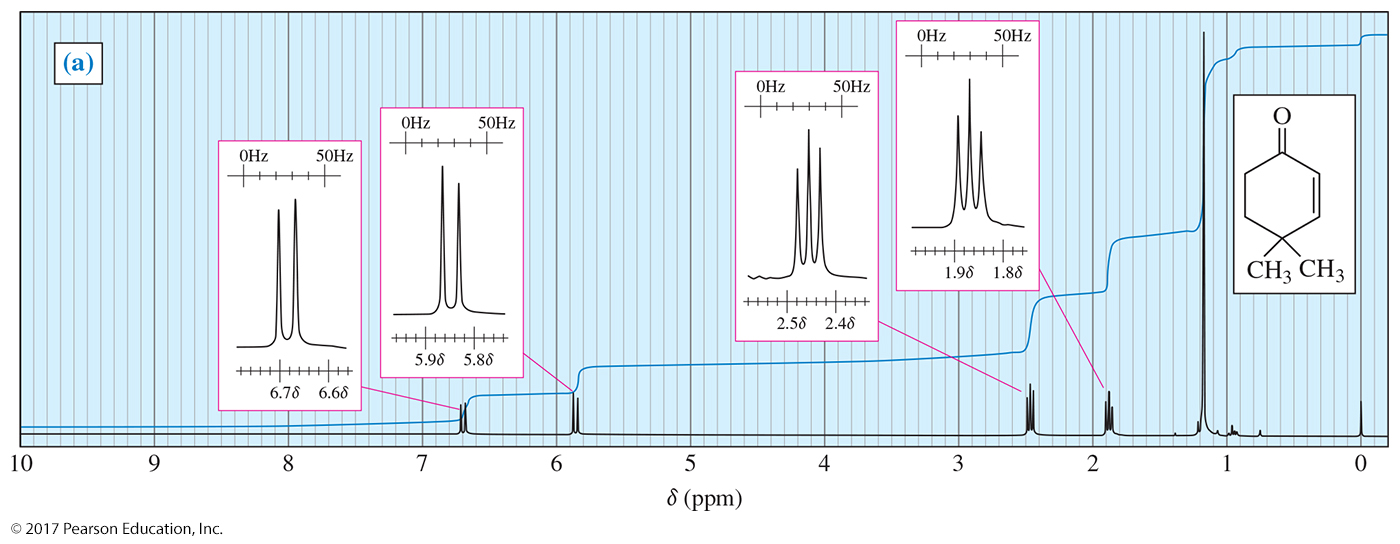 (a)
0Hz 50Hz
6.7δ 6.6δ
0Hz 50Hz
5.9δ 5.8δ
0Hz 50Hz
2.5δ 2.4δ
0Hz 50Hz
1.9δ 1.8δ
O
CH3 CH3
10 9 8 7 6 5 4 3 2 1 0
δ (ppm)
© 2017 Pearson Education, Inc.